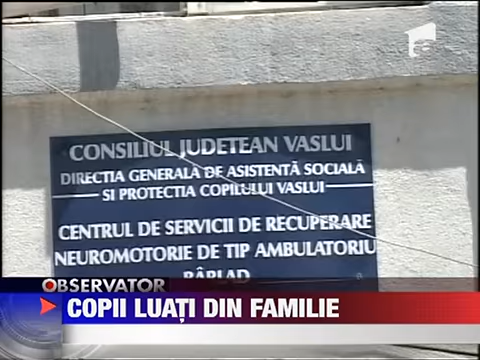 CONSILIUL JUDETEAN VASLUI
DIRECTIA GENERALĂ DE ASISTENTĂ SOCIALĂ
SI PROTECTIA COPILULUI VASLUI
CENTRUL DE SERVICII DE RECUPERARE
NEUROMOTORIE DE TIP AMBULATORIU
BÂRLAD
OBSERVATOR
COPII LUAȚI DIN FAMILIE